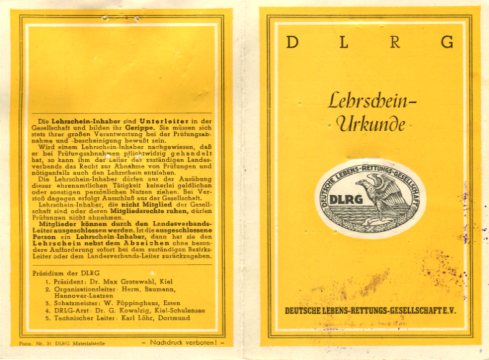 Die Lehrschein-Inhaber sind Unterleiter in der
Gesellschaft und bilden ihr Gerippe. Sie müssen sich
stets ihrer großen Verantwortung bei der Prüfungsab-
nahme und -bescheinigung bewußt sein.
Wird einem Lehrschein-Inhaber nachgewiesen, daß
er bei Prüfungsabnahmen pflichtwidrig gehandelt
hat, so kann ihm der Leiter des zuständigen Landes-
verbands das Recht zur Abnahme von Prüfungen und
nötigenfalls auch den Lehrschein entziehen.
Die Lehrschein-Inhaber dürfen aus der Ausübung
dieser ehrenamtlichen Tätigkeit keinerlei geldlichen
oder sonstigen persönlichen Nutzen ziehen. Bei Ver-
stoß dagegen erfolgt Ausschluß aus der Gesellschaft.
Lehrschein-Inhaber, die nicht Mitglied der Gesell-
schaft sind oder deren Mitgliedsrechte ruhen, dürfen
Prüfungen nicht abnehmen.
Mitglieder können durch den Landesverbands-
Leiter ausgeschlossen werden. Ist die ausgeschlossene
Person ein Lehrschein-Inhaber, dann hat sie den
Lehrschein nebst dem Abzeichen ohne beson-
dere Aufforderung sofort bei dem zuständigen Bezirks-
Leiter oder dem Landesverbands-Leiter zurückzugeben.
Präsidium der DLRG
1. Präsident: Dr. Max Grotewahl, Kiel
2. Organisationsleiter: Herm. Baumann,
Hannover-Laatzen
3. Schatzmeister: W. Föppinghaus, Essen
4. DRLG-Arzt: Dr. G. Kowalzig, Kiel-Schulensee
5. Technischer Leiter: Karl Löhr, Dortmund
Nr. 31 DLRG Materialstelle
– Nachdruck verboten! –
D L R G
Lehrschein-
Urkunde
DEUTSCHE LEBENS-RETTUNGS-GESELLSCHAFT
DLRG
DEUTSCHE LEBENS-RETTUNGS-GESELLSCHAFT E.V.